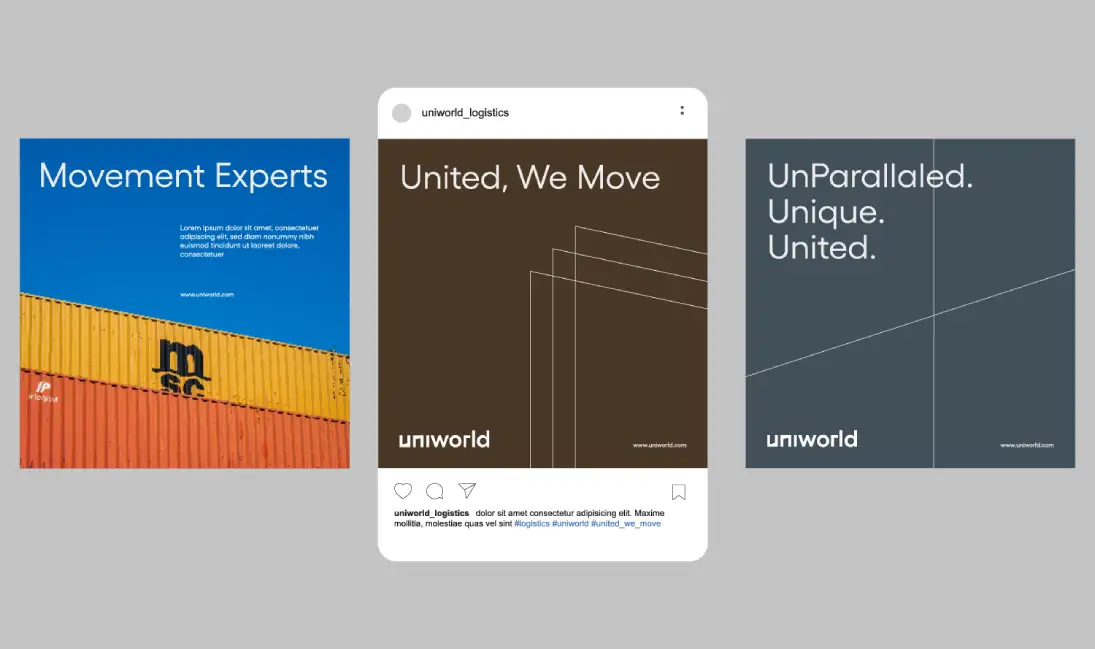 Movement Experts
Lorem ipsum dolor sit amet, consectetuer
adipiscing elit, sed diam nonummy nibh
euismod tincidunt ut laoreet dolore,
consectetuer
www.uniworld.com
msc
uniworld_logistics
United, We Move
uniworld
www.uniworld.com
uniworld_logistics dolor sit amet consectetur adipisicing elit. Maxime
mollitia, molestiae quas vel sint #logistics #uniworld #united_we_move
UnParallaled.
Unique.
United.
uniworld
www.uniworld.com